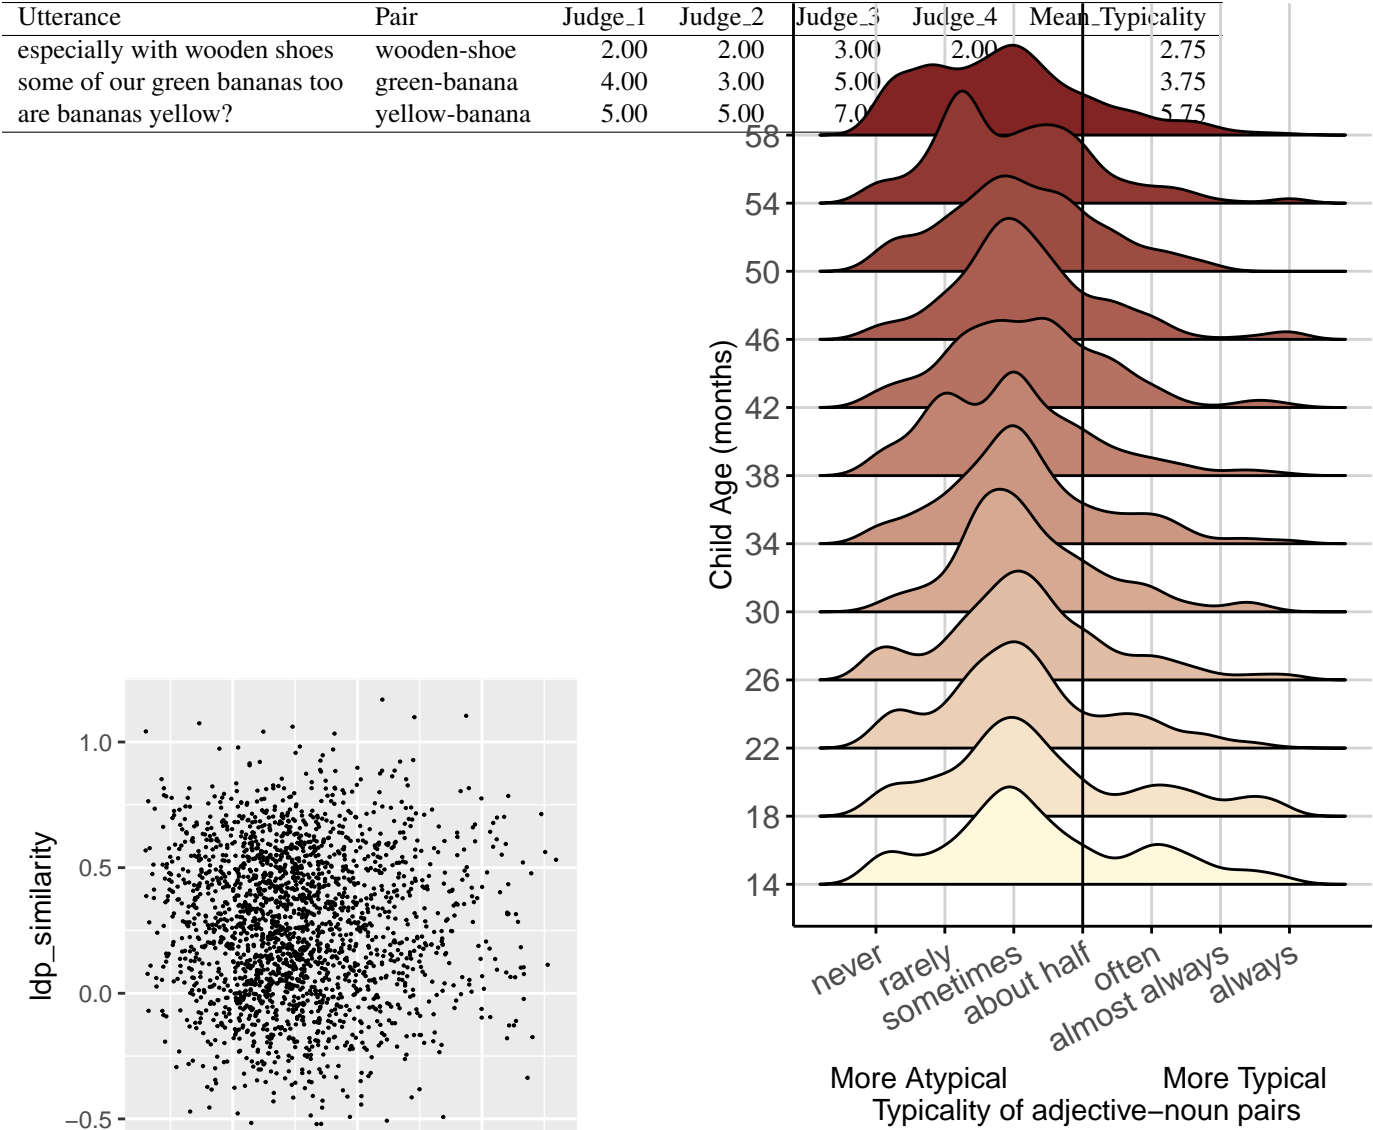 Utterance Pair Judge_1 Judge_2 Judge_3 Judge_4 Mean_Typicality
especially with wooden shoes wooden-shoe 2.00 2.00 3.00 2.00 2.75
some of our green bananas too green-banana 4.00 3.00 5.00 3.75
are bananas yellow? yellow-banana 5.00 5.00 7.0 5.75
58
54
50
46
42
38
34
30
26
22
18
14
Child Age (months)
never
rarely
sometimes
about half
often
almost always
always
More Atypical More Typical
Typicality of adjective−noun pairs
1.0
0.5
0.0
−0.5
ldp_similarity